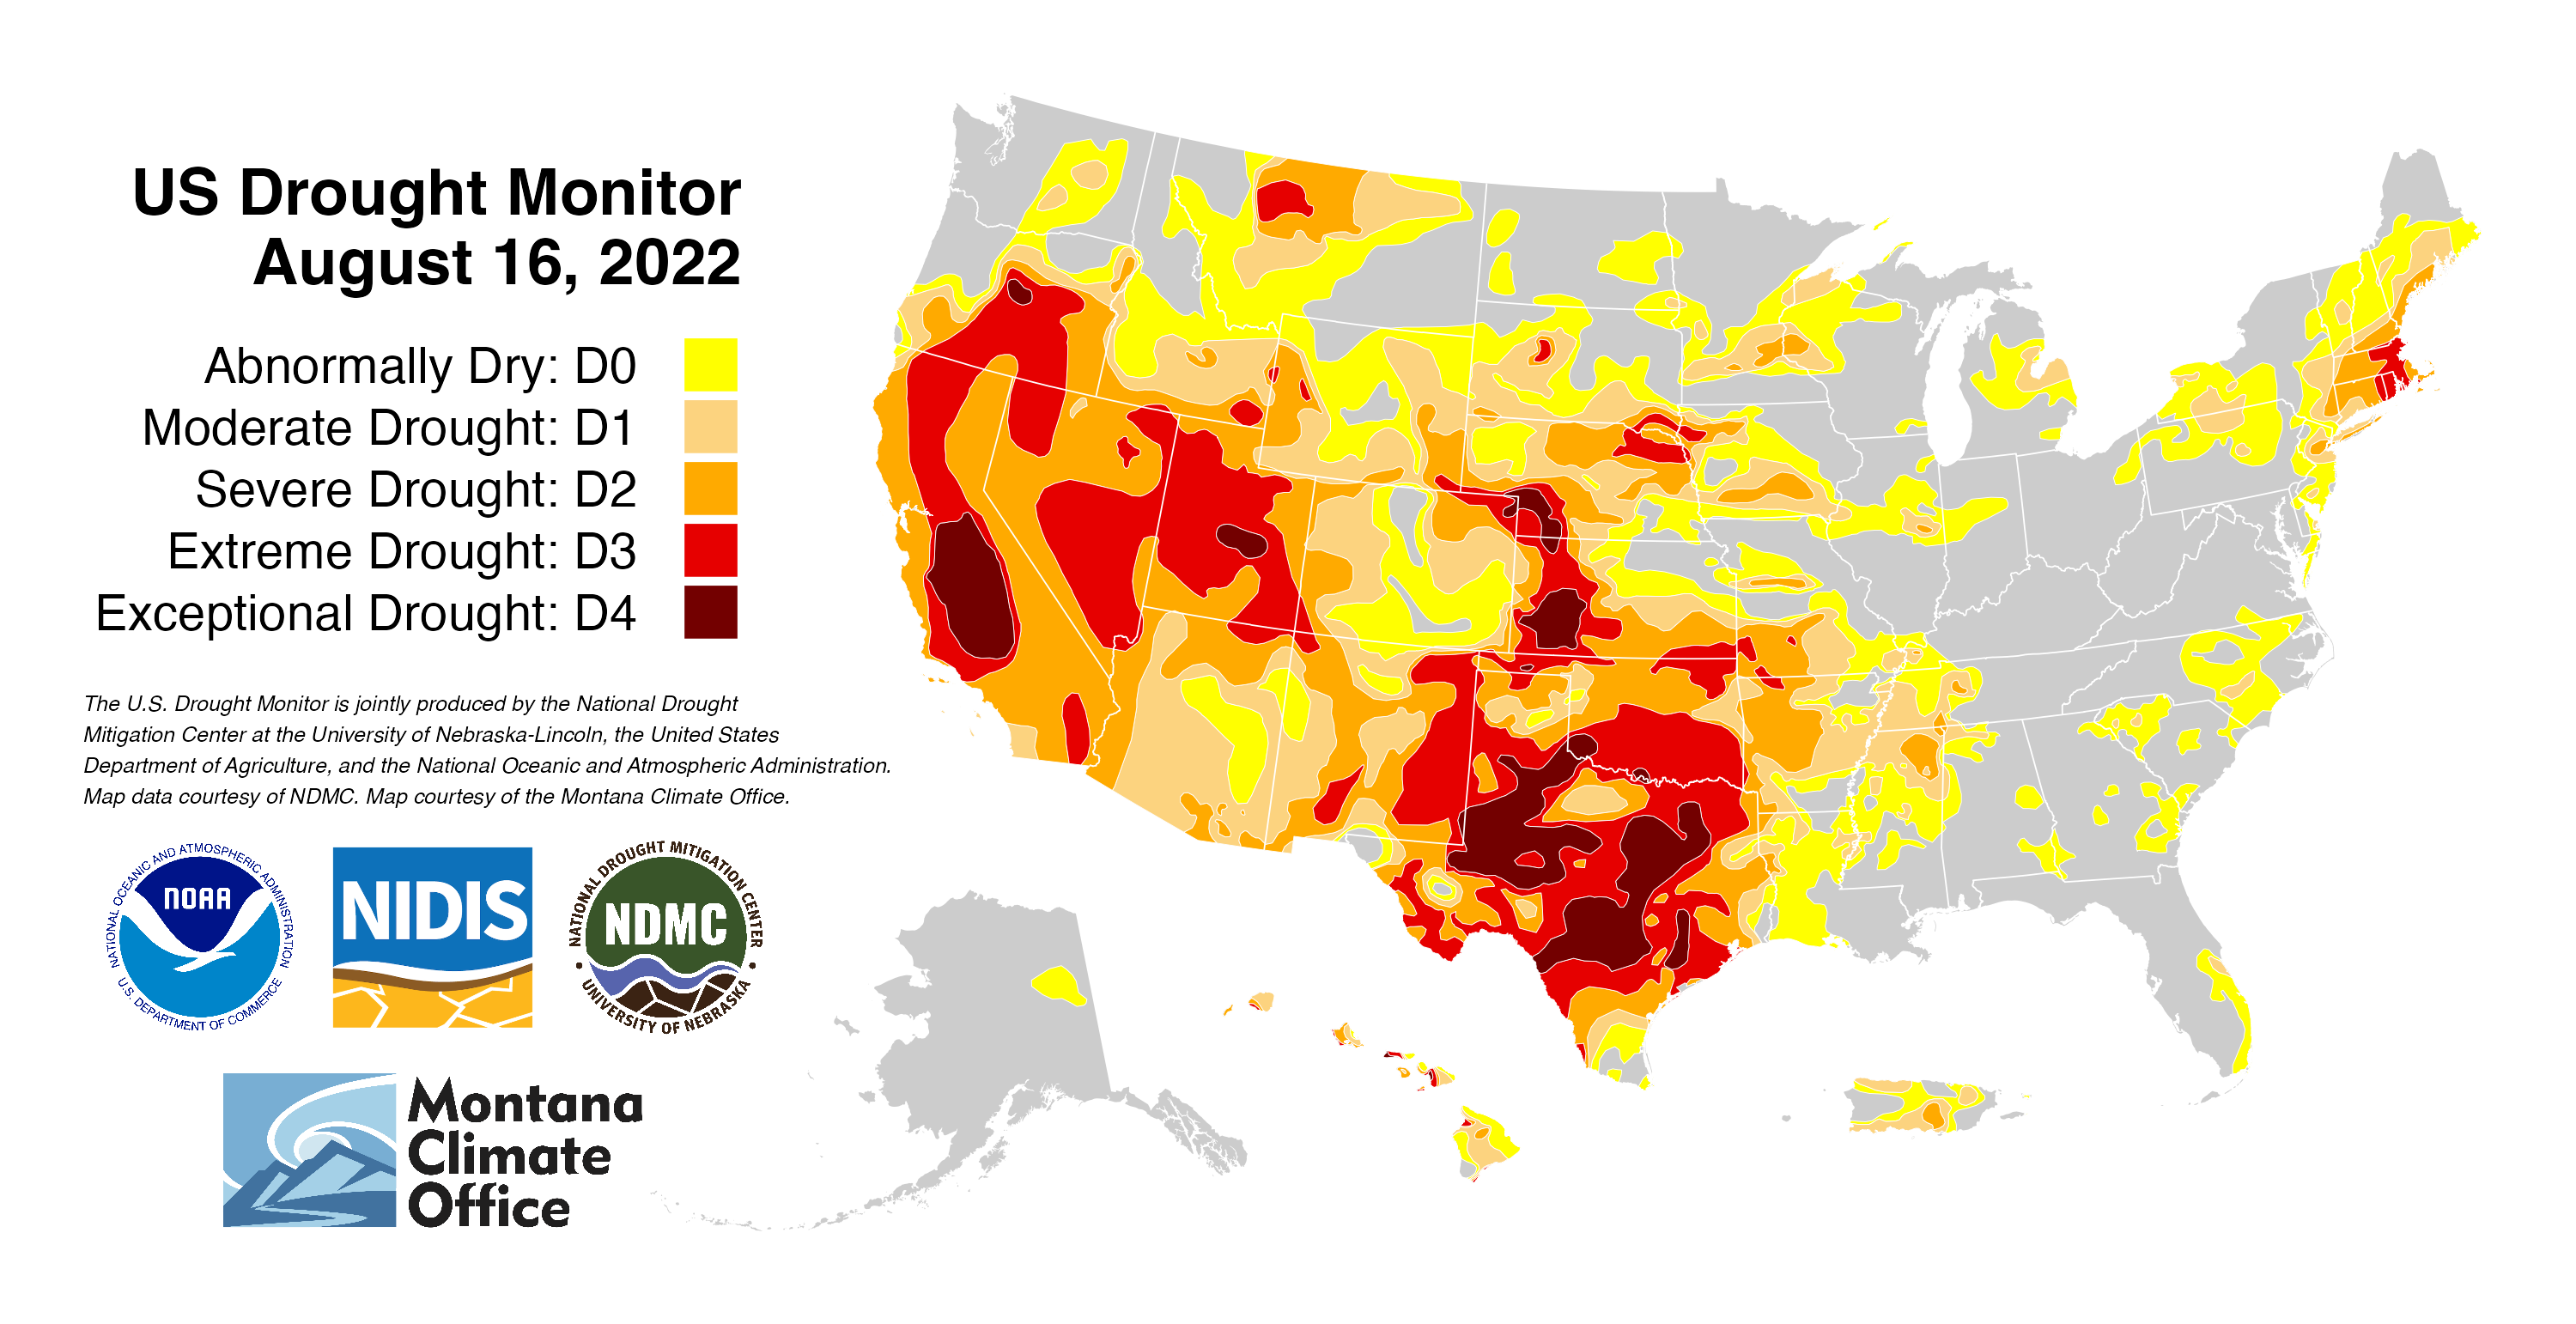 US Drought Monitor
August 16, 2022
Abnormally Dry: D0
Moderate Drought: D1
Severe Drought: D2
Extreme Drought: D3
Exceptional Drought: D4
The U.S. Drought Monitor is jointly produced by the National Drought
Mitigation Center at the University of Nebraska-Lincoln, the United States
Department of Agriculture, and the National Oceanic and Atmospheric Administration.
Map data courtesy of NDMC. Map courtesy of the Montana Climate Office.
NATIONAL OCEANIC AND ATMOSPHERIC ADMINISTRATION
NOAA
U.S. DEPARTMENT OF COMMERCE
NIDIS
NATIONAL DROUGHT MITIGATION CENTER
NDMC
UNIVERSITY OF NEBRASKA
Montana
Climate
Office